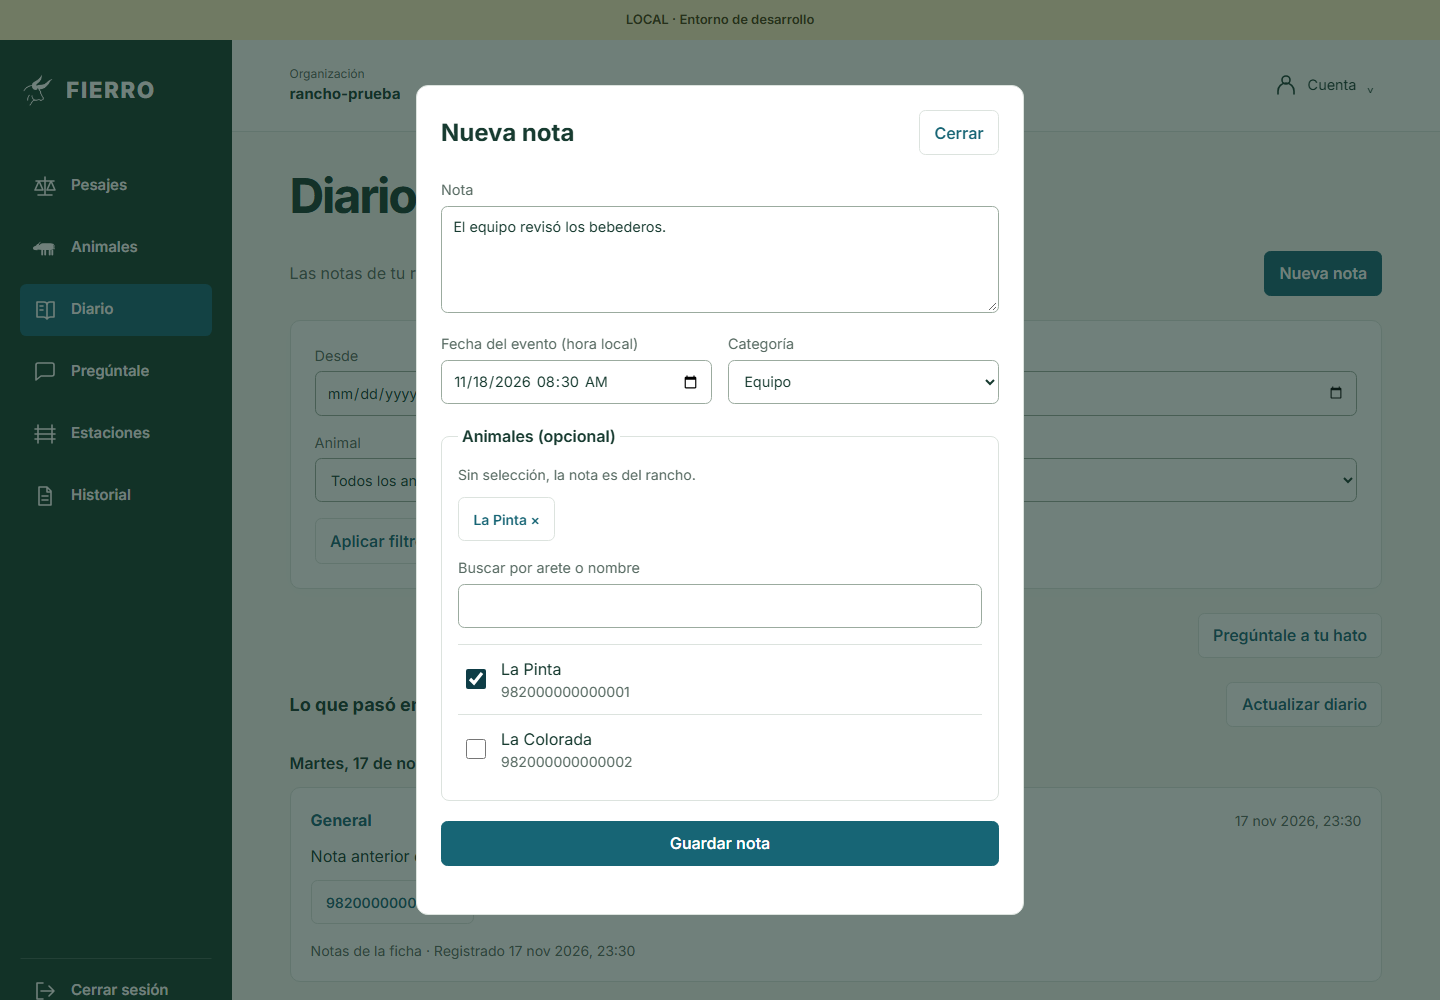 LOCAL · Entorno de desarrollo
FIERRO
Pesajes
Animales
Diario
Pregúntale
Estaciones
Historial
Cerrar sesión
Organización
rancho-prueba
Cuenta
Diario
Las notas de tu
Nueva nota
Desde
mm/dd/yyyy
Animal
Todos los
Aplicar
Pregúntale a tu hato
Lo que pasó
Actualizar diario
Martes, 17 de
General
17 nov 2026, 23:30
Nota anterior
9820000000
Notas de la ficha · Registrado 17 nov 2026, 23:30
Nueva nota
Cerrar
Nota
El equipo revisó los bebederos.
Fecha del evento (hora local)
Categoría
11/18/2026 08:30 AM
Equipo
Animales (opcional)
Sin selección, la nota es del rancho.
La Pinta ×
Buscar por arete o nombre
La Pinta
982000000000001
La Colorada
982000000000002
Guardar nota